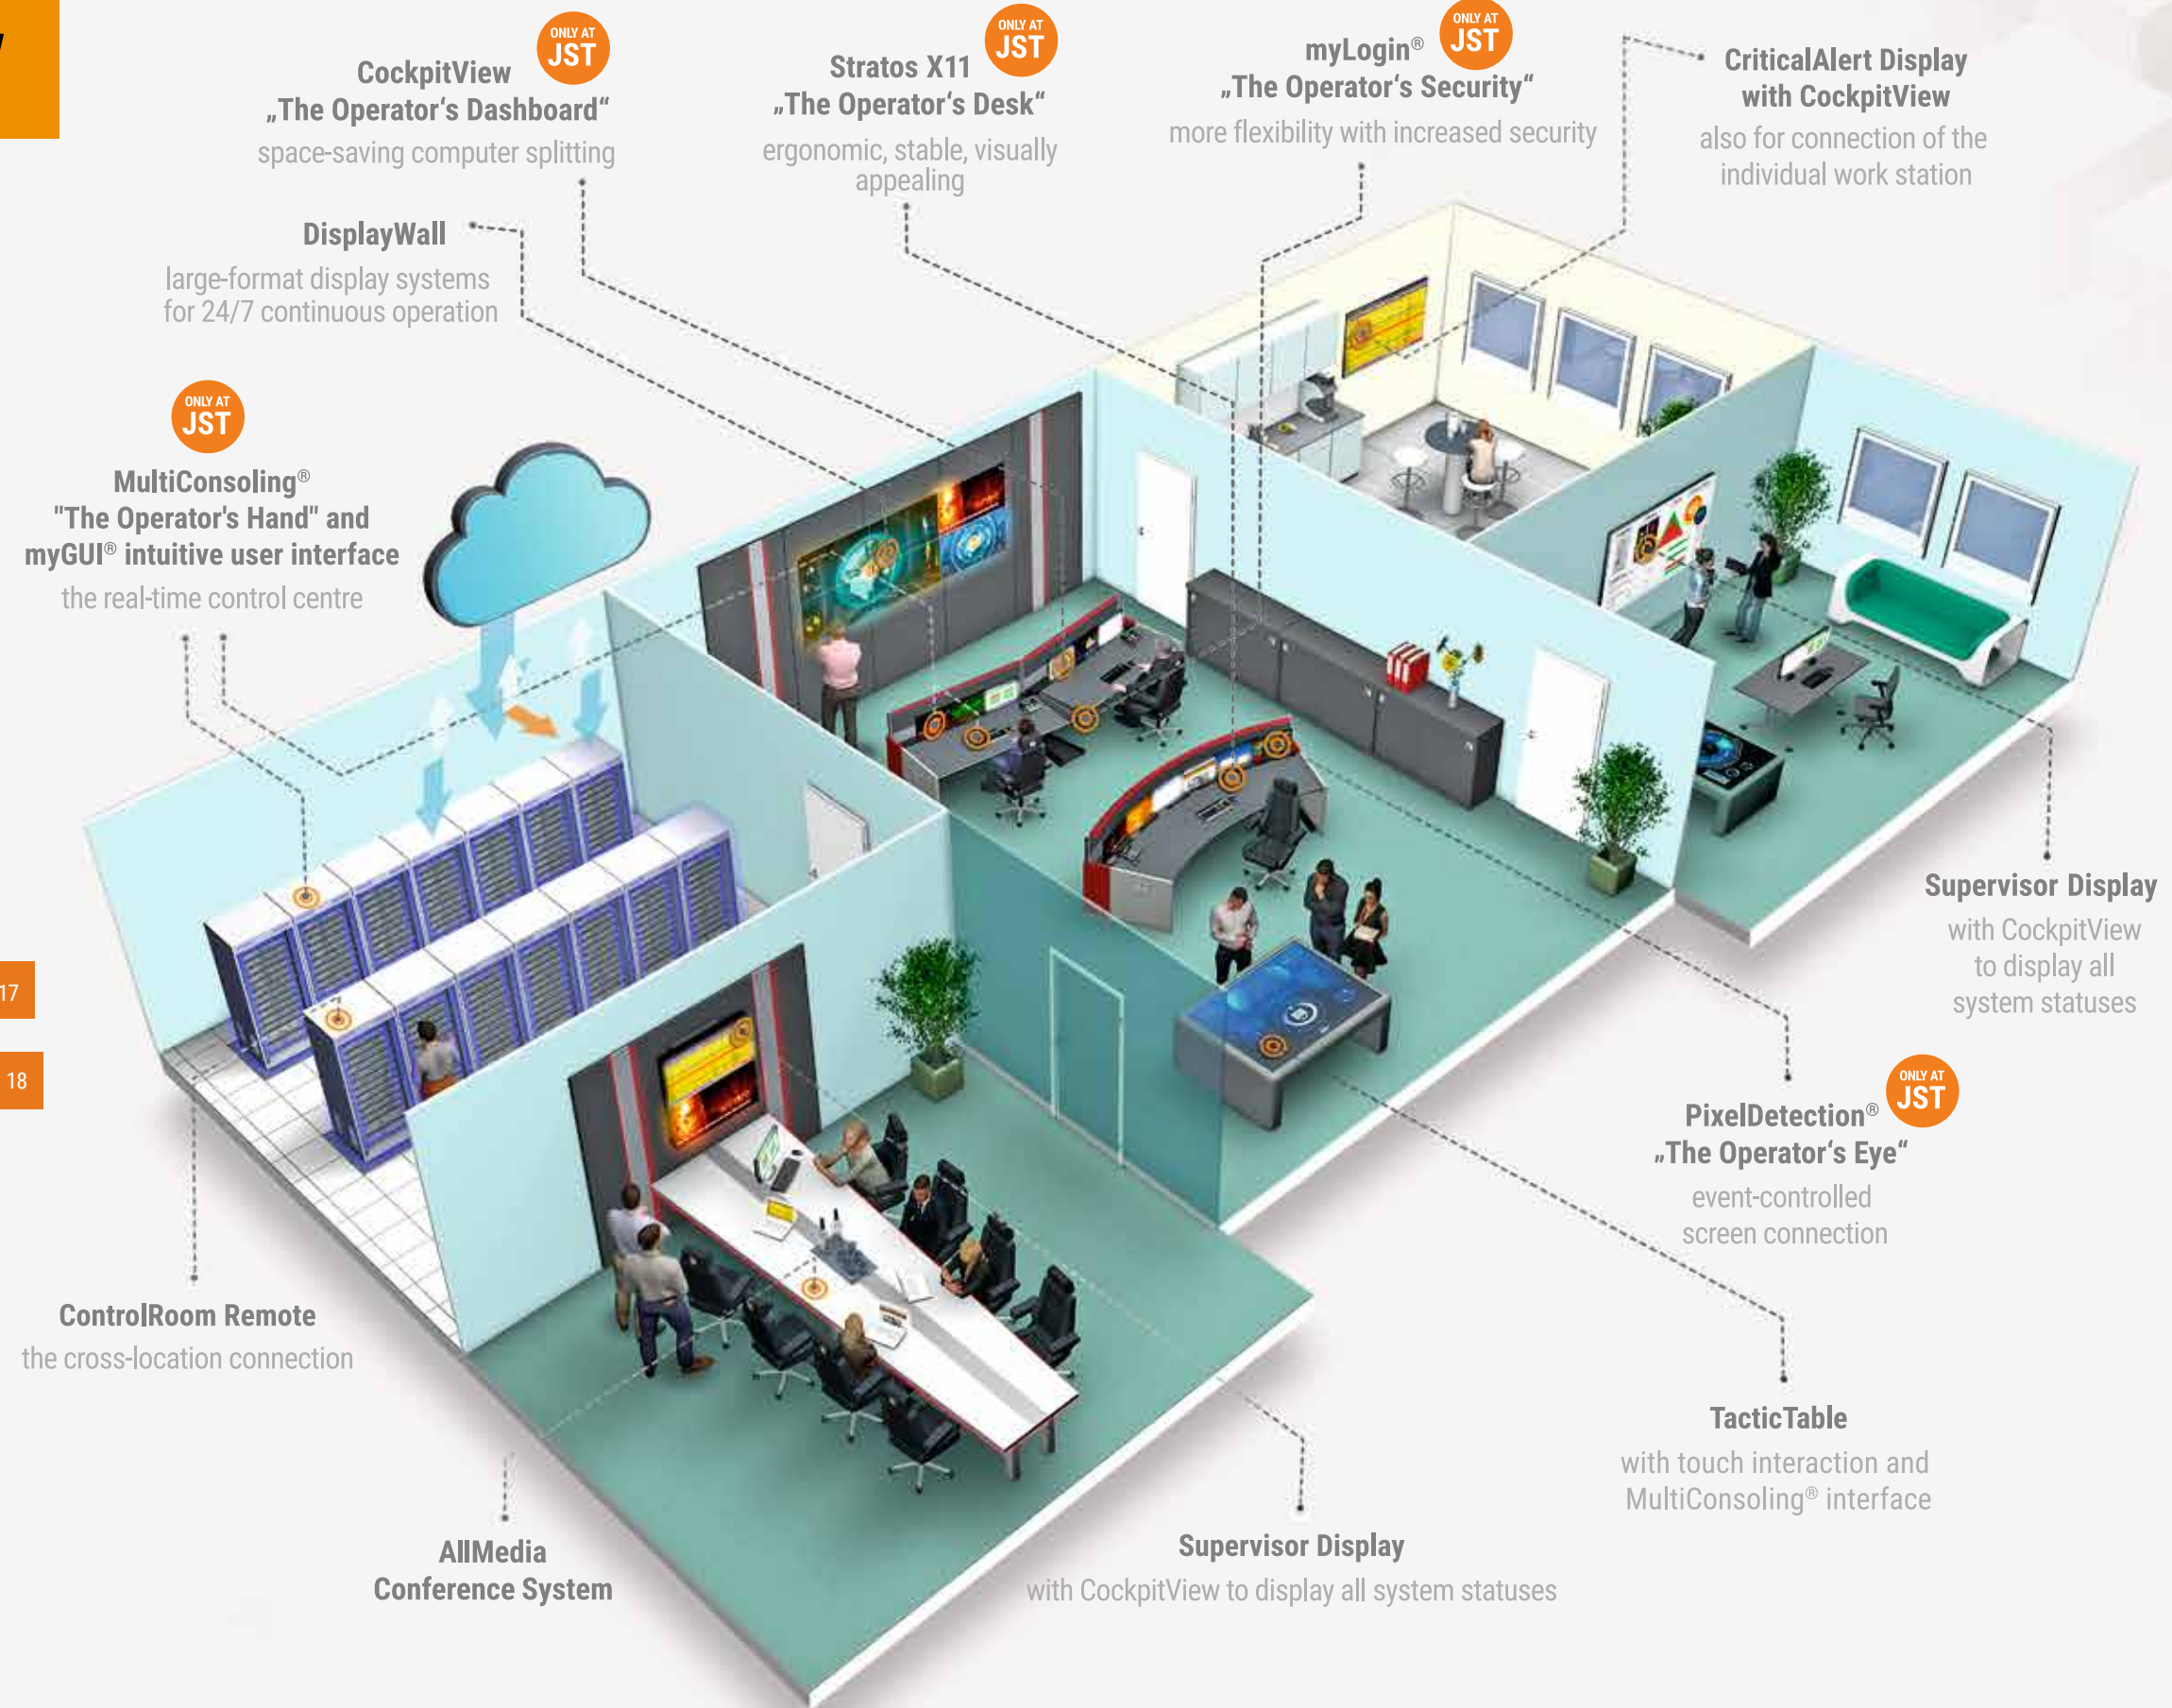 ONLY AT
JST
CockpitView
„The Operator‘s Dashboard“
space-saving computer splitting
ONLY AT
JST
Stratos X11
„The Operator‘s Desk“
ergonomic, stable, visually
appealing
ONLY AT
JST
myLogin®
„The Operator‘s Security“
more flexibility with increased security
CriticalAlert Display
with CockpitView
also for connection of the
individual work station
DisplayWall
large-format display systems
for 24/7 continuous operation
ONLY AT
JST
MultiConsoling®
"The Operator's Hand" and
myGUI® intuitive user interface
the real-time control centre
Supervisor Display
with CockpitView
to display all
system statuses
17
18
ONLY AT
JST
PixelDetection®
„The Operator‘s Eye“
event-controlled
screen connection
ControlRoom Remote
the cross-location connection
TacticTable
with touch interaction and
MultiConsoling® interface
AllMedia
Conference System
Supervisor Display
with CockpitView to display all system statuses